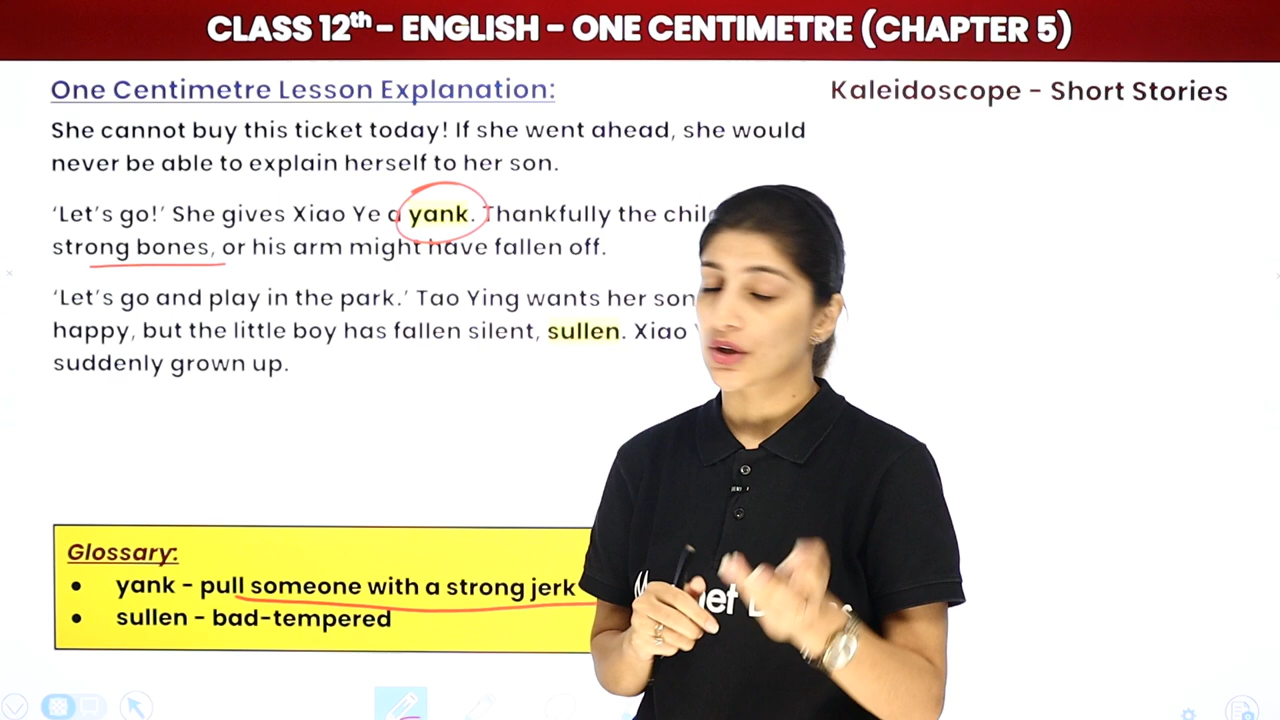 CLASS 12th - ENGLISH - ONE CENTIMETRE (CHAPTER 5)
One Centimetre Lesson Explanation:
Kaleidoscope - Short Stories
She cannot buy this ticket today! If she went ahead, she would
never be able to explain herself to her son.
‘Let’s go!’ She gives Xiao Ye a yank. Thankfully the
strong bones, or his arm might have fallen off.
‘Let’s go and play in the park.’ Tao Ying wants her son
happy, but the little boy has fallen silent, sullen. Xiao
suddenly grown up.
Glossary:
• yank - pull someone with a strong jerk
• sullen - bad-tempered